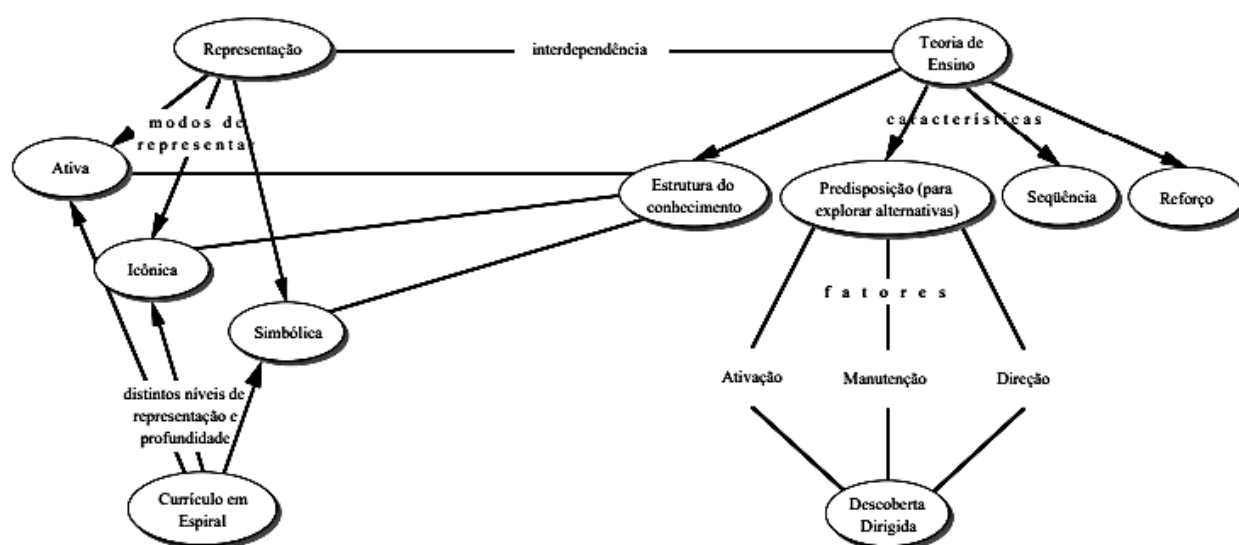 Representação
interdependência
Teoria de
Ensino
modos de
representar
características
Ativa
Estrutura do
conhecimento
Predisposição (para
explorar alternativas)
Seqüência
Reforço
Icônica
fatores
Simbólica
Ativação
Manutenção
Direção
distintos níveis de
representação e
profundidade
Currículo em
Espiral
Descoberta
Dirigida